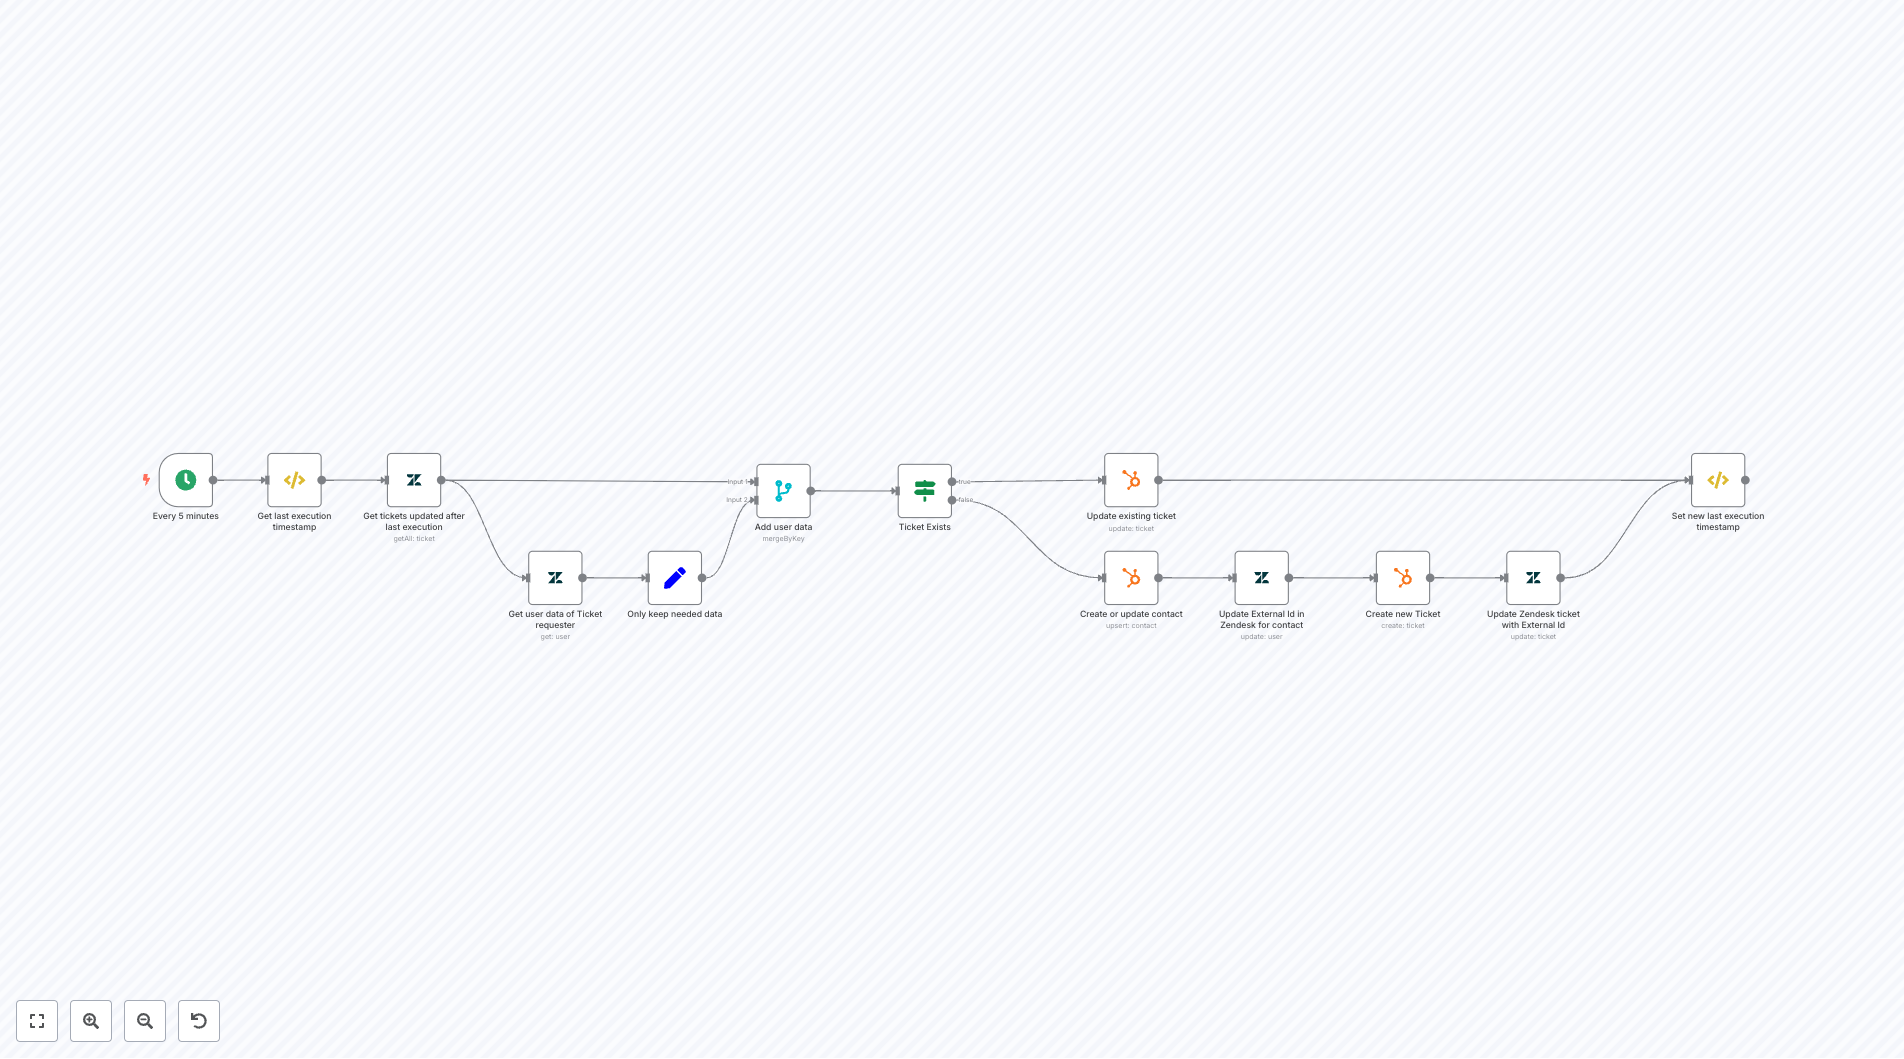 Every 5 minutes
Get last execution
timestamp
Get tickets updated after
last execution
getAll: ticket
Get user data of Ticket
requester
get: user
Only keep needed data
Input 1
Input 2
Add user data
mergeByKey
Ticket Exists
true
false
Update existing ticket
update: ticket
Create or update contact
upsert: contact
Update External Id in
Zendesk for contact
update: user
Create new Ticket
create: ticket
Update Zendesk ticket
with External Id
update: ticket
Set new last execution
timestamp